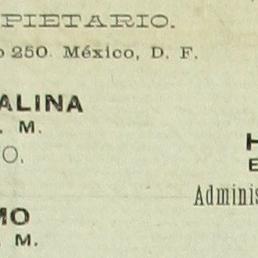 PIETARIO.
o 250. México, D. F.
ALINA
. M.
O.
H
E
Adminis
MO
. M.